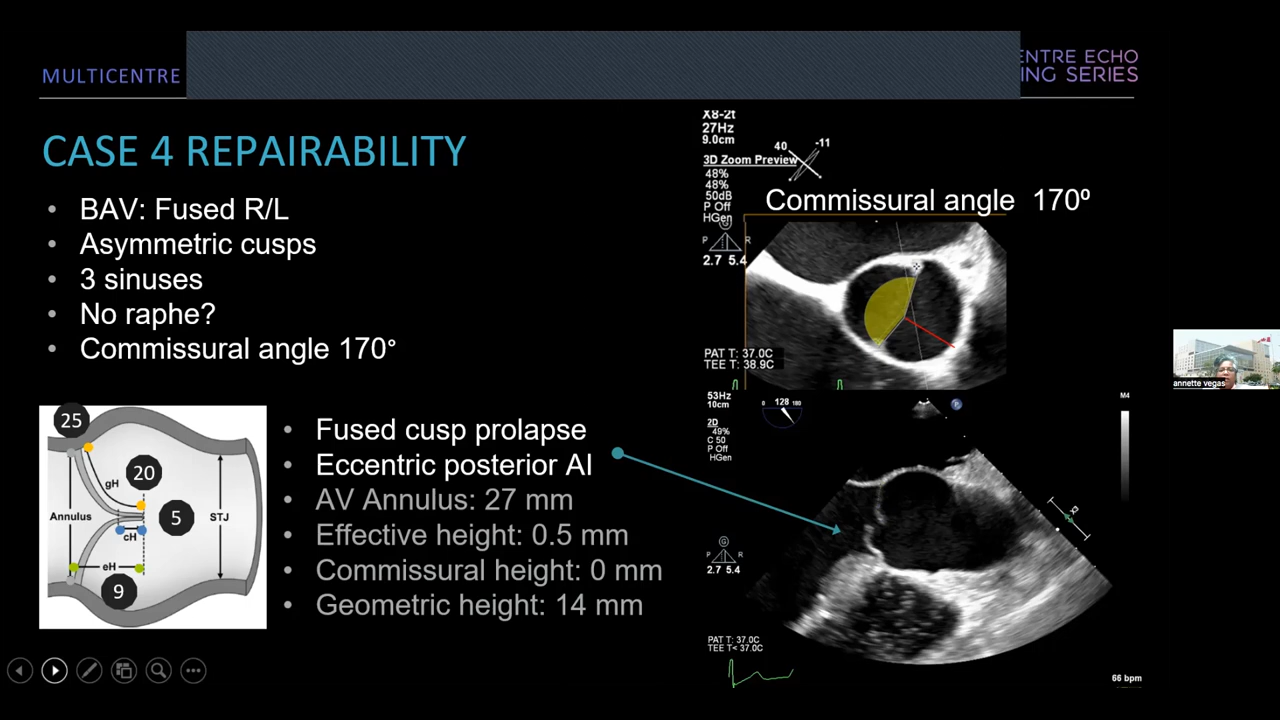 MULTICENTRE
ENTRE ECHO
ING SERIES
CASE 4 REPAIRABILITY
• BAV: Fused R/L
• Asymmetric cusps
• 3 sinuses
• No raphe?
• Commissural angle 170°
25
20
gH
5
Annulus
STJ
cH
eH
9
• Fused cusp prolapse
• Eccentric posterior AI
• AV Annulus: 27 mm
• Effective height: 0.5 mm
• Commissural height: 0 mm
• Geometric height: 14 mm
X8-2t
27Hz
9.0cm
40
-11
3D Zoom Preview
48%
48%
50dB
P Off
HGen
Commissural angle 170º
G
P R
2.7 5.4
PAT T: 37.0C
TEE T: 38.9C
53Hz
10cm
0 128 180
M4
2D
49%
C 50
P Off
HGen
G
P R
2.7 5.4
PAT T: 37.0C
TEE T< 37.0C
66 bpm
annette vegas